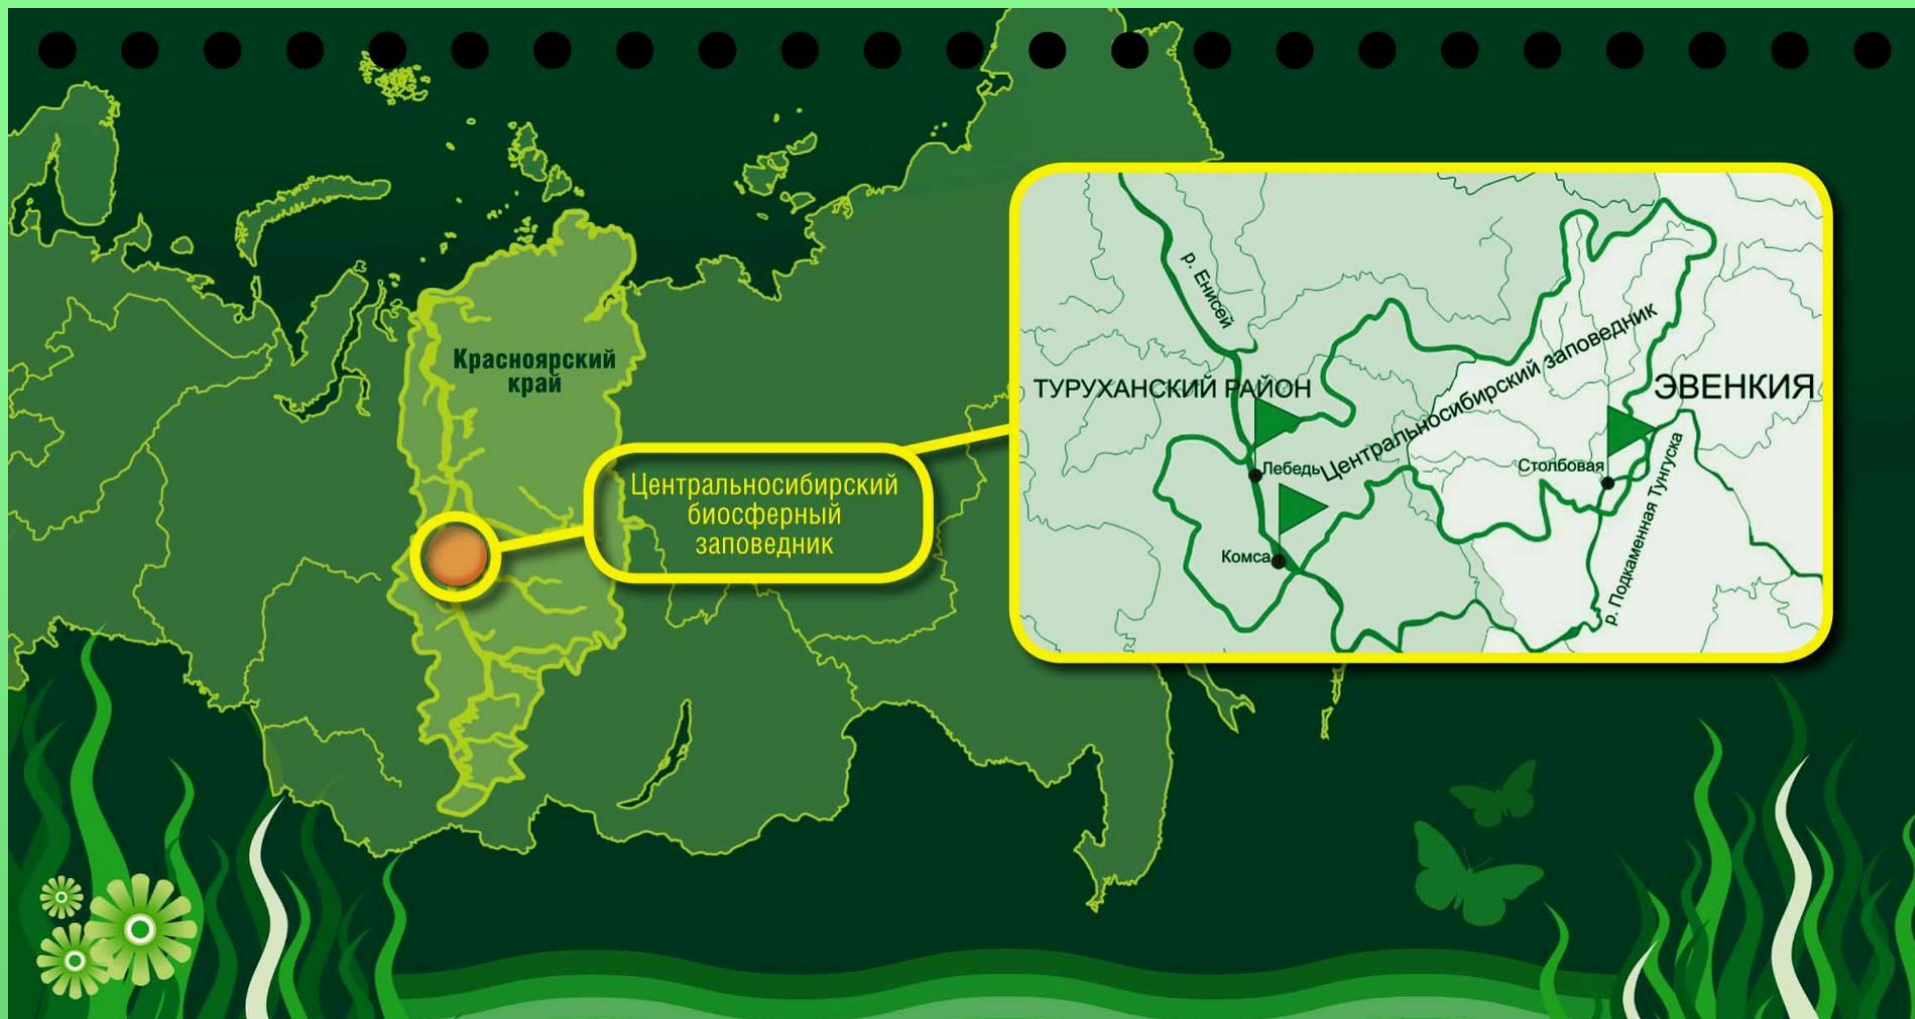 Красноярский
край
Центральносибирский
биосферный
заповедник
р. Енисей
ТУРУХАНСКИЙ РАЙОН
Центральносибирский заповедник
ЭВЕНКИЯ
Лебедь
Столбовая
Комса
р. Подкаменная Тунгуска